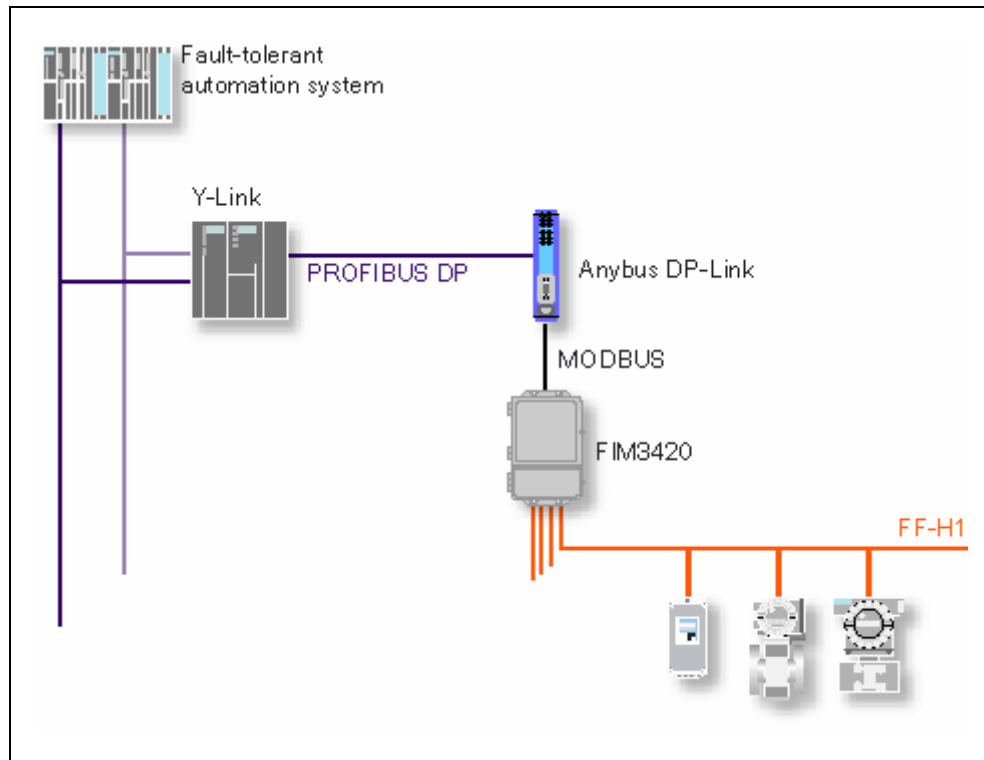 Fault-tolerant
automation system
Y-Link
PROFIBUS DP
Anybus DP-Link
MODBUS
FIM3420
FF-H1